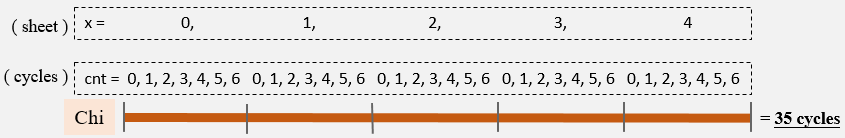 ( sheet ) x = 0, 1, 2, 3, 4
( cycles ) cnt = 0, 1, 2, 3, 4, 5, 6 0, 1, 2, 3, 4, 5, 6 0, 1, 2, 3, 4, 5, 6 0, 1, 2, 3, 4, 5, 6 0, 1, 2, 3, 4, 5, 6
Chi = 35 cycles